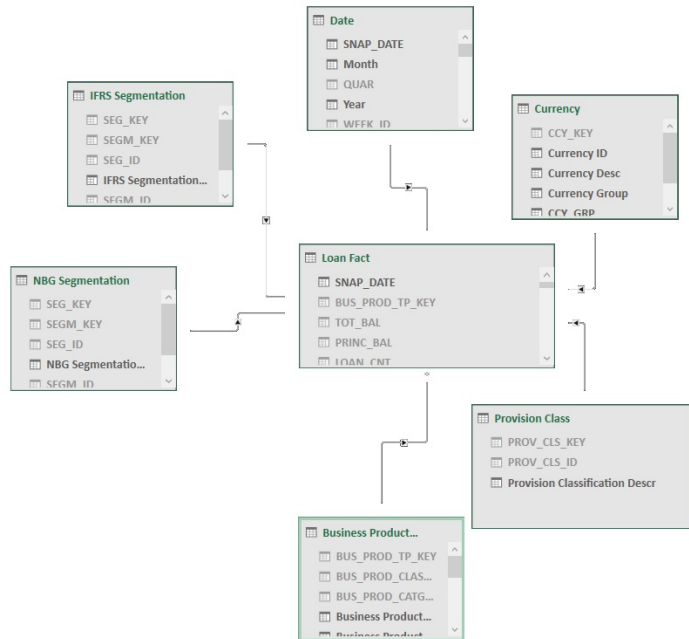 Date
SNAP_DATE
Month
QUAR
Year
WEEK_ID
IFRS Segmentation
SEG_KEY
SEGM_KEY
SEG_ID
IFRS Segmentation...
SEGM_ID
Currency
CCY_KEY
Currency ID
Currency Desc
Currency Group
CCY_GRP
Loan Fact
SNAP_DATE
BUS_PROD_TP_KEY
TOT_BAL
PRINC_BAL
LOAN_CNT
NBG Segmentation
SEG_KEY
SEGM_KEY
SEG_ID
NBG Segmentatio...
SEGM_ID
Provision Class
PROV_CLS_KEY
PROV_CLS_ID
Provision Classification Descr
Business Product...
BUS_PROD_TP_KEY
BUS_PROD_CLAS...
BUS_PROD_CATG...
Business Product...
Business Product